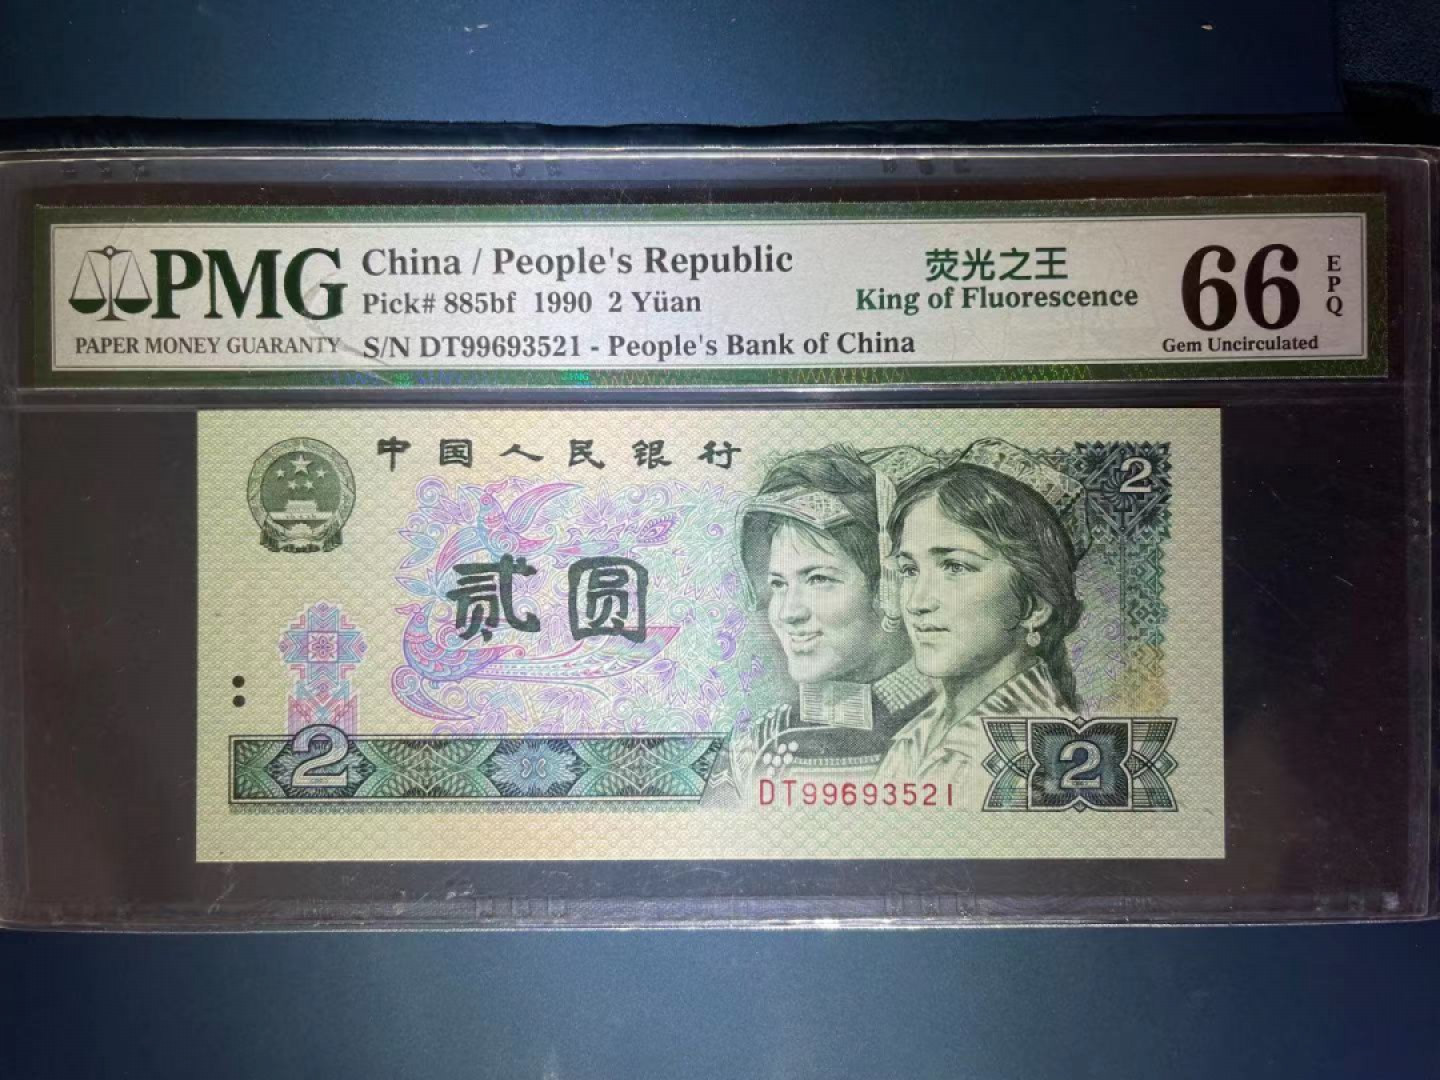 PMG
PAPER MONEY GUARANTY
China / People's Republic
Pick# 885bf 1990 2 Yüan
S/N DT99693521 - People's Bank of China
荧光之王
King of Fluorescence
66
EPQ
Gem Uncirculated
中国人民银行
2
贰圆
2
DT99693521
2